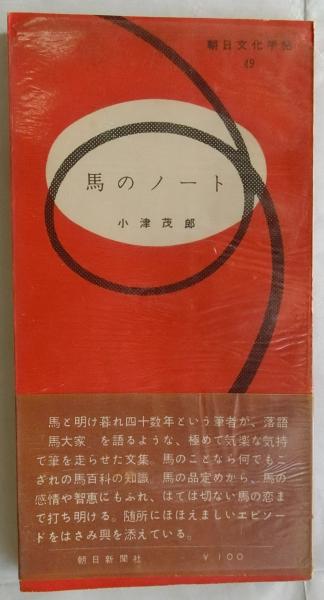 朝日文化手帖
49
馬のノート
小津茂郎
馬と明け暮れ四十数年という筆者が、落語
馬大家 を語るような、極めて気楽な気持
で筆を走らせた文集。馬のことなら何でもご
ざれの馬百科の知識。馬の品定めから、馬の
感情や智恵にもふれ、はては切ない馬の恋ま
で打ち明ける。随所にほほえましいエピソー
ドをはさみ興を添えている。
朝日新聞社 ￥100